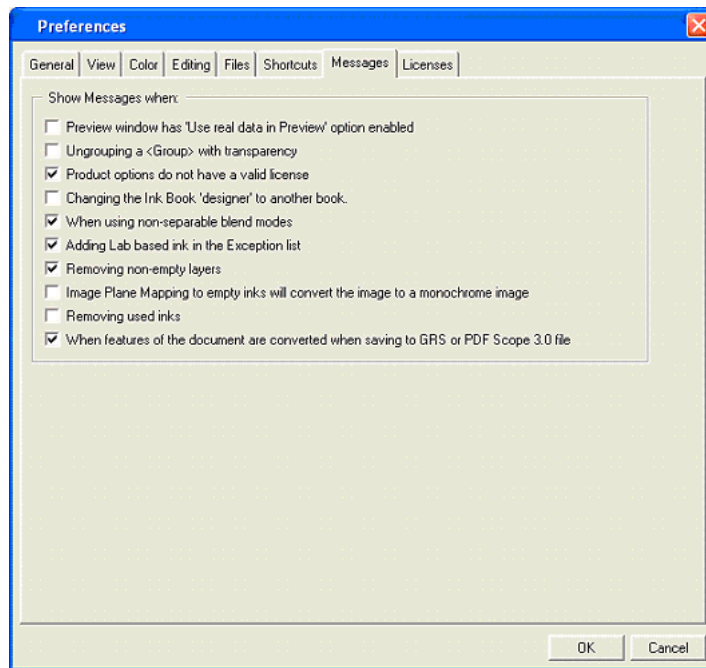 Preferences
General View Color Editing Files Shortcuts Messages Licenses
Show Messages when:
Preview window has 'Use real data in Preview' option enabled
Ungrouping a <Group> with transparency
Product options do not have a valid license
Changing the Ink Book 'designer' to another book.
When using non-separable blend modes
Adding Lab based ink in the Exception list
Removing non-empty layers
Image Plane Mapping to empty inks will convert the image to a monochrome image
Removing used inks
When features of the document are converted when saving to GRS or PDF Scope 3.0 file
OK Cancel